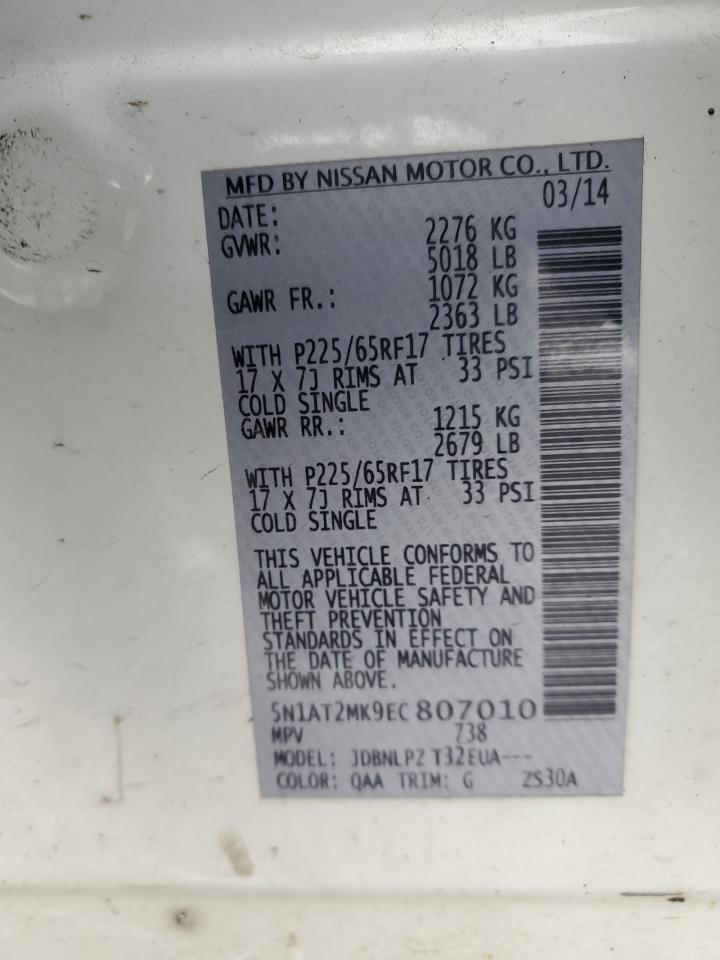 MFD BY NISSAN MOTOR CO., LTD.
DATE: 03/14
GVWR: 2276 KG
5018 LB
GAWR FR.: 1072 KG
2363 LB
WITH P225/65RF17 TIRES
17 X 7J RIMS AT 33 PSI
COLD SINGLE
GAWR RR.: 1215 KG
2679 LB
WITH P225/65RF17 TIRES
17 X 7J RIMS AT 33 PSI
COLD SINGLE
THIS VEHICLE CONFORMS TO
ALL APPLICABLE FEDERAL
MOTOR VEHICLE SAFETY AND
THEFT PREVENTION
STANDARDS IN EFFECT ON
THE DATE OF MANUFACTURE
SHOWN ABOVE.
5N1AT2MK9EC807010
MPV 738
MODEL: JDBNLPZ T32EUA---
COLOR: QAA TRIM: G ZS30A